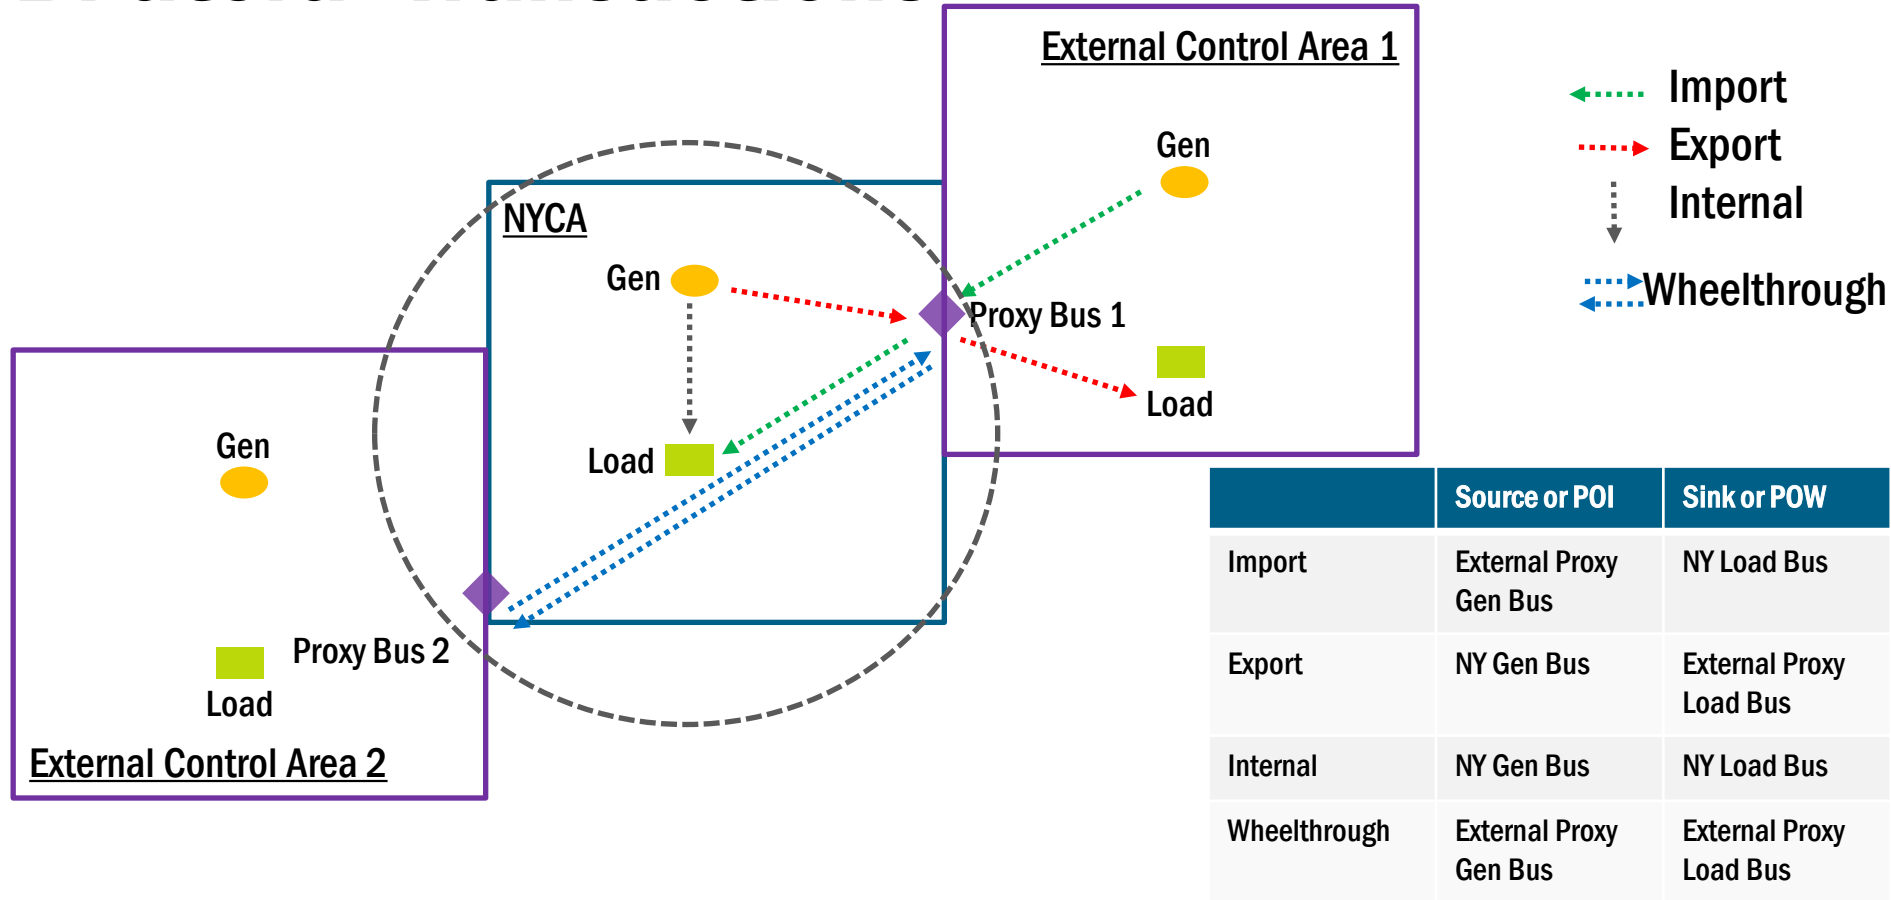 External Control Area 1
Import
Gen
Export
Internal
NYCA
Gen
Wheelthrough
Proxy Bus 1
Load
Gen
Load
Source or POI Sink or POW
Import External Proxy NY Load Bus
Gen Bus
Proxy Bus 2
Export NY Gen Bus External Proxy
Load Bus
Load
External Control Area 2
Internal NY Gen Bus NY Load Bus
Wheelthrough External Proxy External Proxy
Gen Bus Load Bus